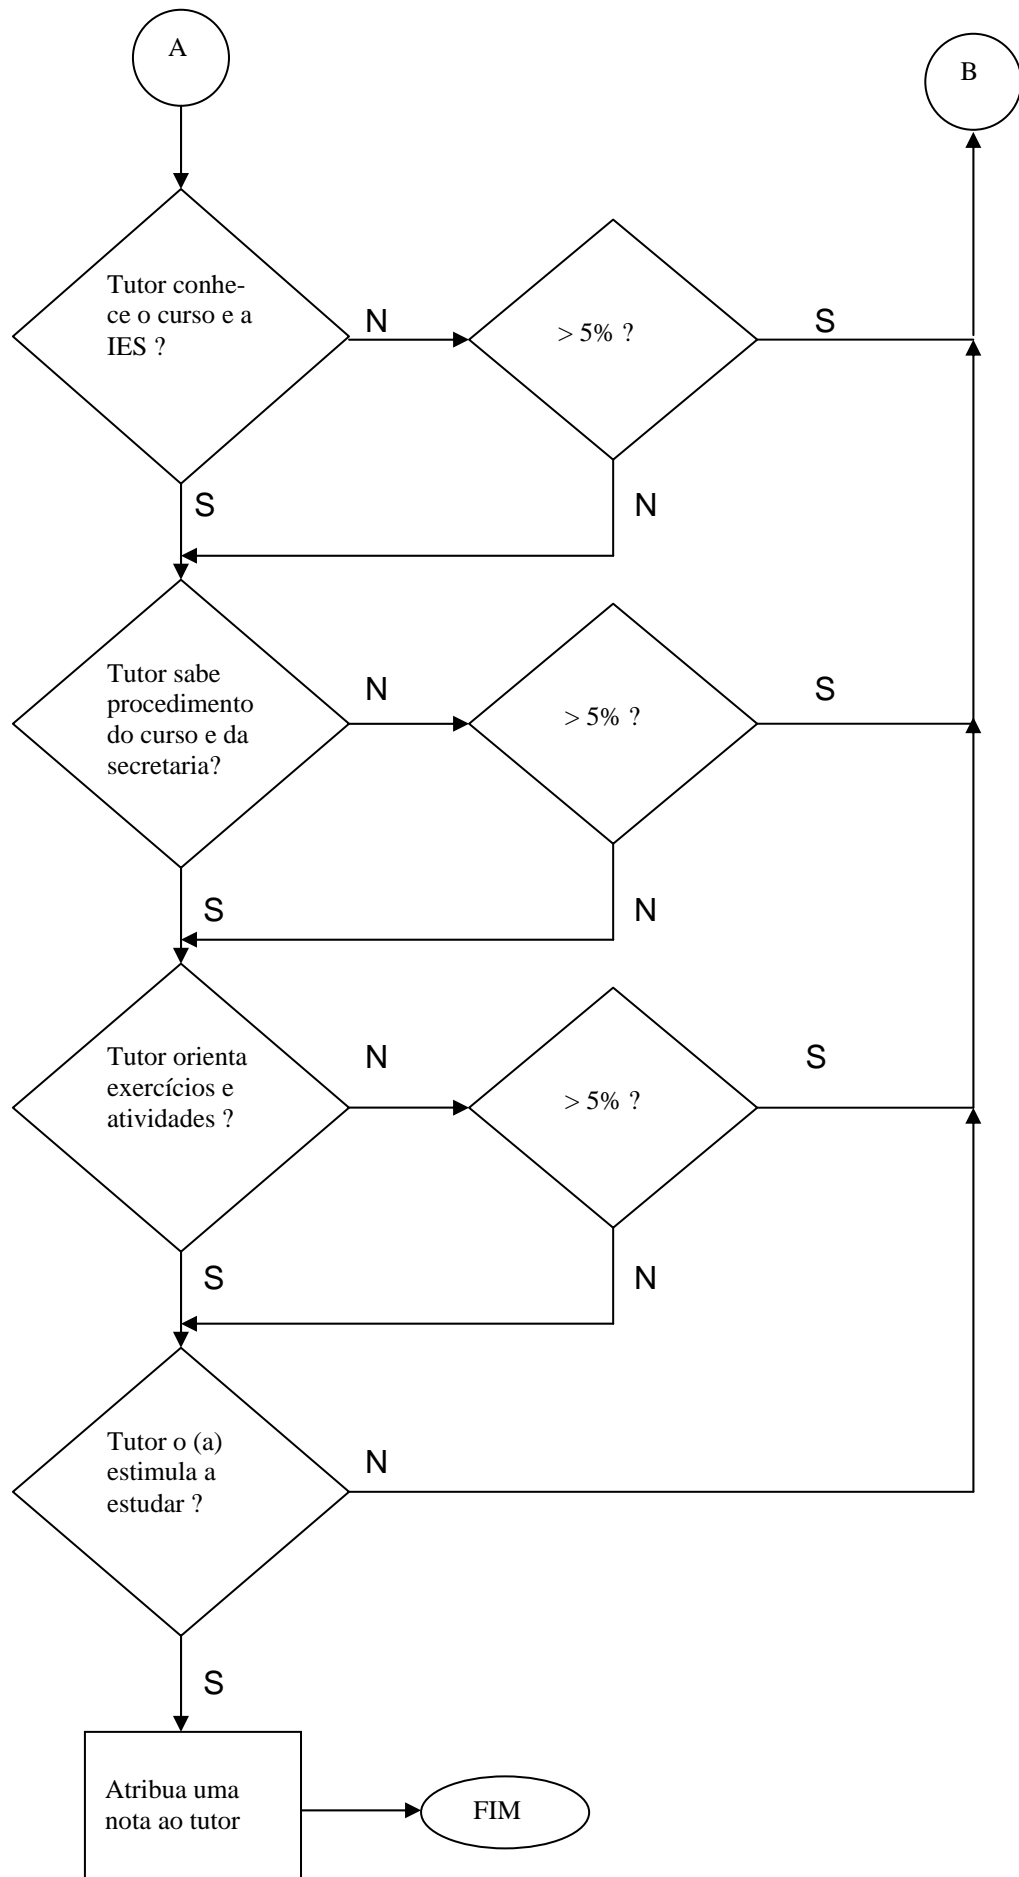 A
B
Tutor conhe-
ce o curso e a
IES ?
N
> 5% ?
S
S
N
Tutor sabe
procedimento
do curso e da
secretaria?
N
> 5% ?
S
S
N
Tutor orienta
exercícios e
atividades ?
N
> 5% ?
S
S
N
Tutor o (a)
estimula a
estudar ?
N
S
Atribua uma
nota ao tutor
FIM